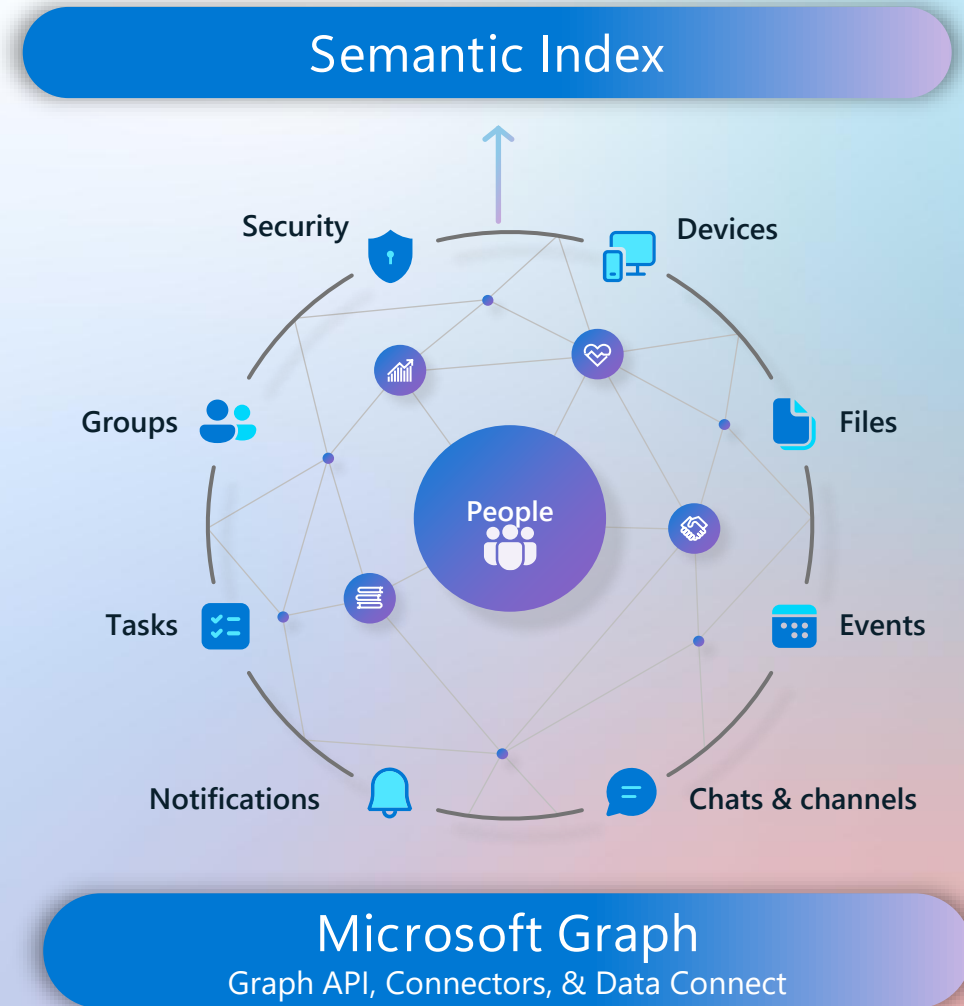 Semantic Index
Security
Devices
Groups
Files
People
Tasks
Events
Notifications
Chats & channels
Microsoft Graph
Graph API, Connectors, & Data Connect